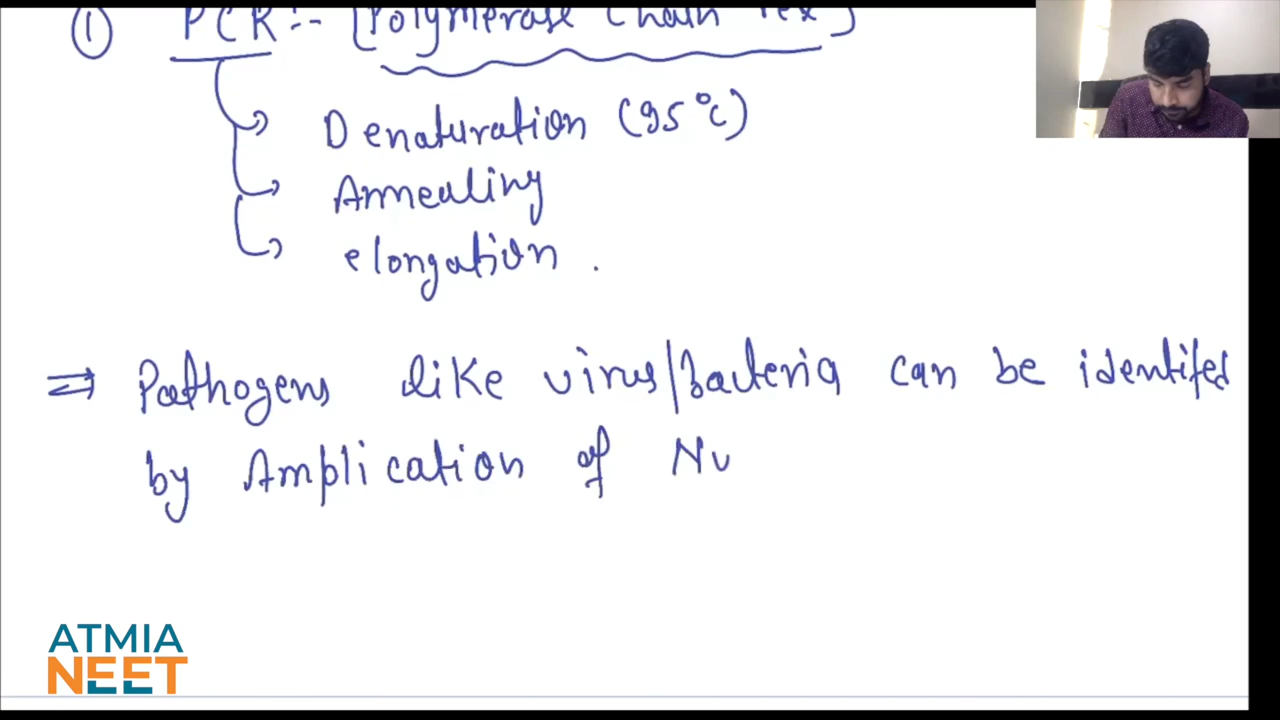 ① PCR :- [Polymerase Chain rex]
Denaturation (95°C)
Annealing
elongation .
⇒ Pathogens like virus/Bacteria can be identifed
by Amplication of Nu
ATMIA
NEET